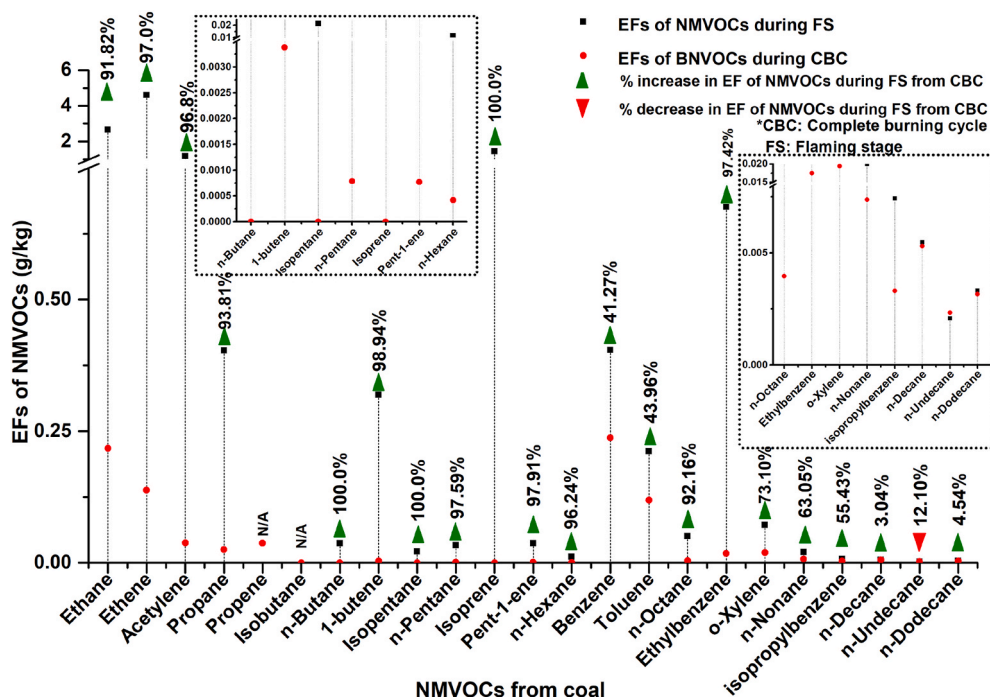 EFs of NMVOCs during FS
EFs of BNVOCs during CBC
% increase in EF of NMVOCs during FS from CBC
% decrease in EF of NMVOCs during FS from CBC
*CBC: Complete burning cycle
FS: Flaming stage
EFs of NMVOCs (g/kg)
6
4
2
0.50
0.25
0.00
91.82%
97.0%
96.8%
93.81%
N/A
N/A
100.0%
98.94%
100.0%
97.59%
100.0%
97.91%
96.24%
41.27%
43.96%
92.16%
97.42%
73.10%
63.05%
55.43%
3.04%
12.10%
4.54%
0.02
0.01
0.0030
0.0025
0.0020
0.0015
0.0010
0.0005
0.0000
n-Butane
1-butene
Isopentane
n-Pentane
Isoprene
Pent-1-ene
n-Hexane
0.020
0.015
0.005
0.000
n-Octane
Ethylbenzene
o-Xylene
n-Nonane
isopropylbenzene
n-Decane
n-Undecane
n-Dodecane
Ethane
Ethene
Acetylene
Propane
Propene
Isobutane
n-Butane
1-butene
Isopentane
n-Pentane
Isoprene
Pent-1-ene
n-Hexane
Benzene
Toluene
n-Octane
Ethylbenzene
o-Xylene
n-Nonane
isopropylbenzene
n-Decane
n-Undecane
n-Dodecane
NMVOCs from coal